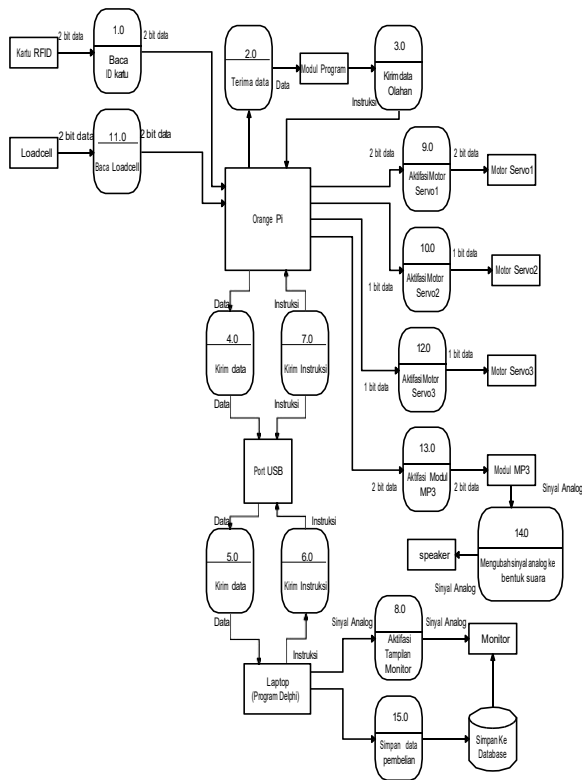 2 bit data
1.0
2 bit data
Kartu RFID
Baca
ID kartu
2.0
Terima data
Data
Modul Program
3.0
Kirim data
Olahan
Instruksi
2 bit data
11.0
2 bit data
Loadcell
Baca Loadcell
Orange Pi
2 bit data
9.0
2 bit data
Aktifasi Motor
Servo1
Motor Servo1
10.0
1 bit data
Aktifasi Motor
Servo2
Motor Servo2
1 bit data
Data
Instruksi
4.0
7.0
Kirim data
Kirim Instruksi
Data
Instruksi
12.0
1 bit data
Aktifasi Motor
Servo3
Motor Servo3
1 bit data
Port USB
13.0
Aktifasi Modul
MP3
2 bit data
2 bit data
Modul MP3
Sinyal Analog
14.0
Mengubah sinyal analog ke
bentuk suara
speaker
Sinyal Analog
Data
Instruksi
5.0
6.0
Kirim data
Kirim Instruksi
Data
Instruksi
Sinyal Analog
8.0
Sinyal Analog
Aktifasi
Tampilan
Monitor
Monitor
Laptop
(Program Delphi)
15.0
Simpan data
pembelian
Simpan Ke
Database